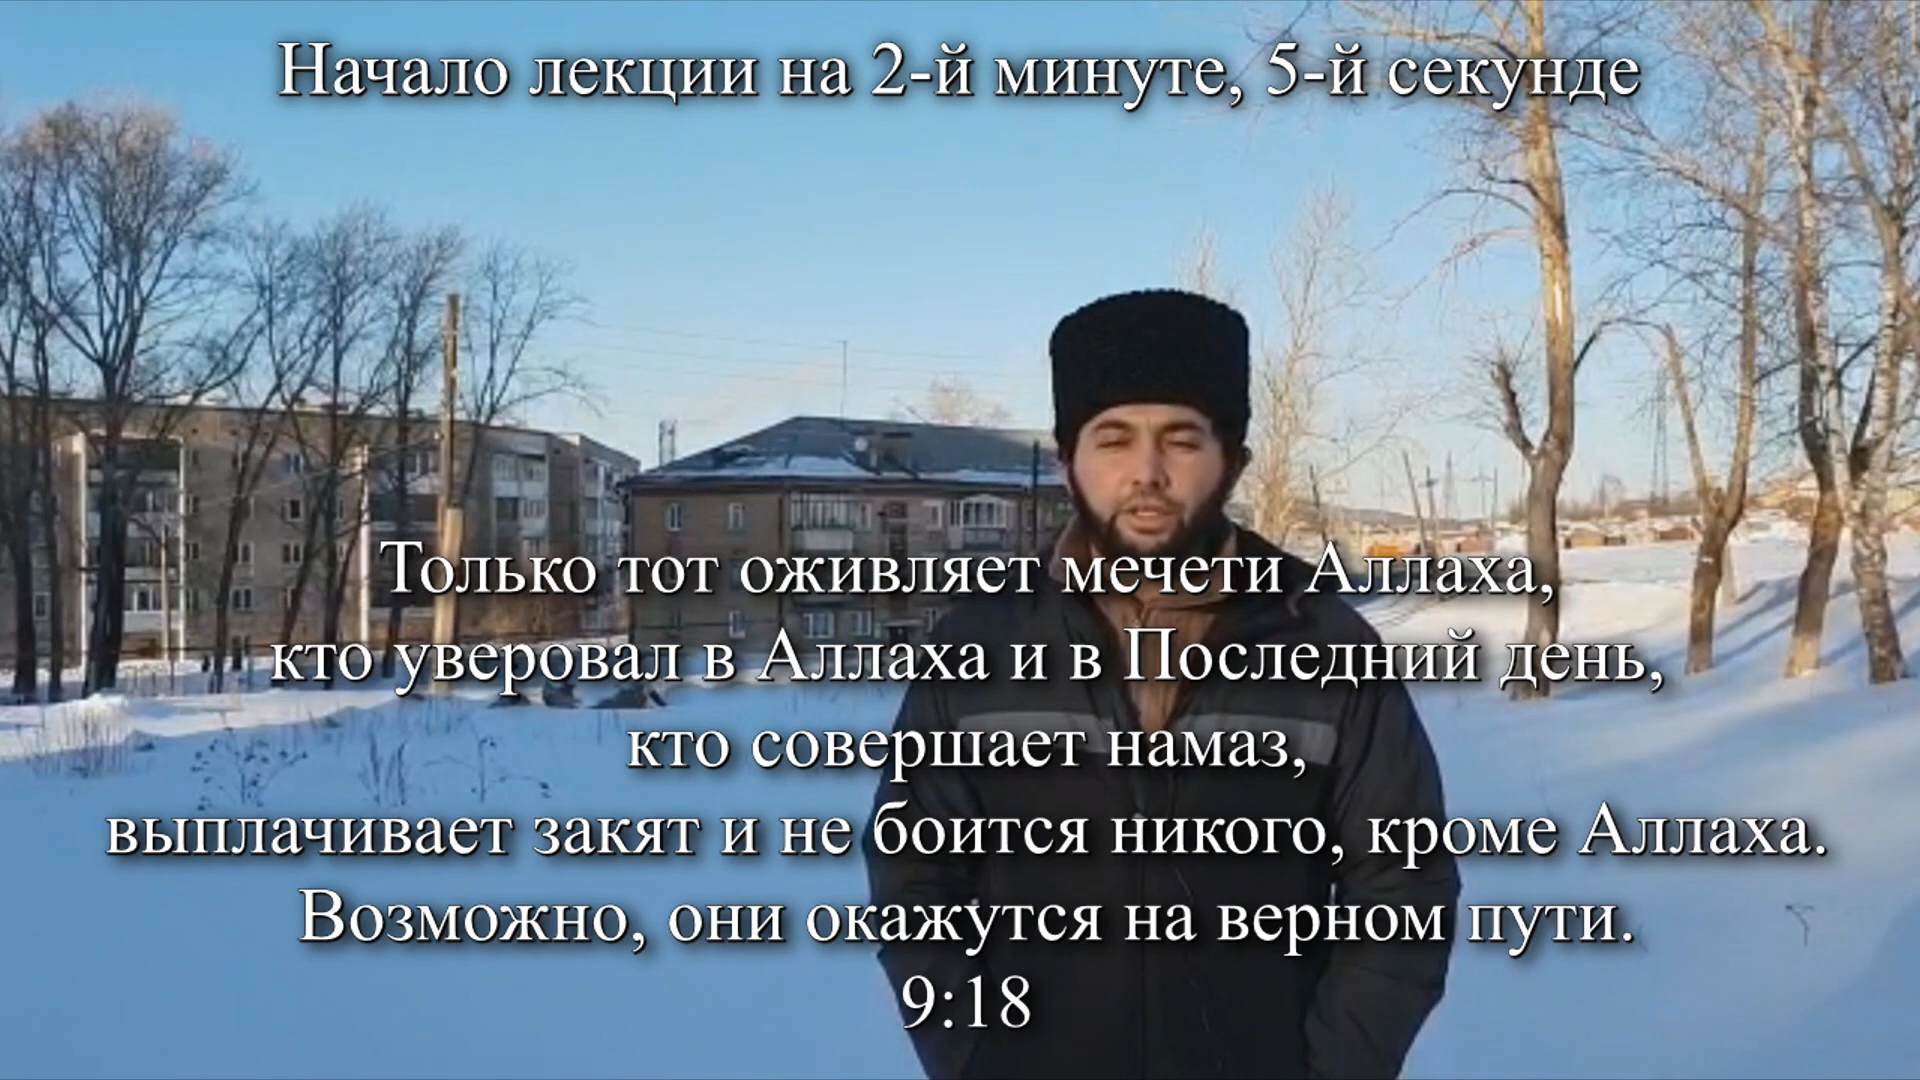 Начало лекции на 2-й минуте, 5-й секунде
Только тот оживляет мечети Аллаха,
кто уверовал в Аллаха и в Последний день,
кто совершает намаз,
выплачивает закят и не боится никого, кроме Аллаха.
Возможно, они окажутся на верном пути.
9:18